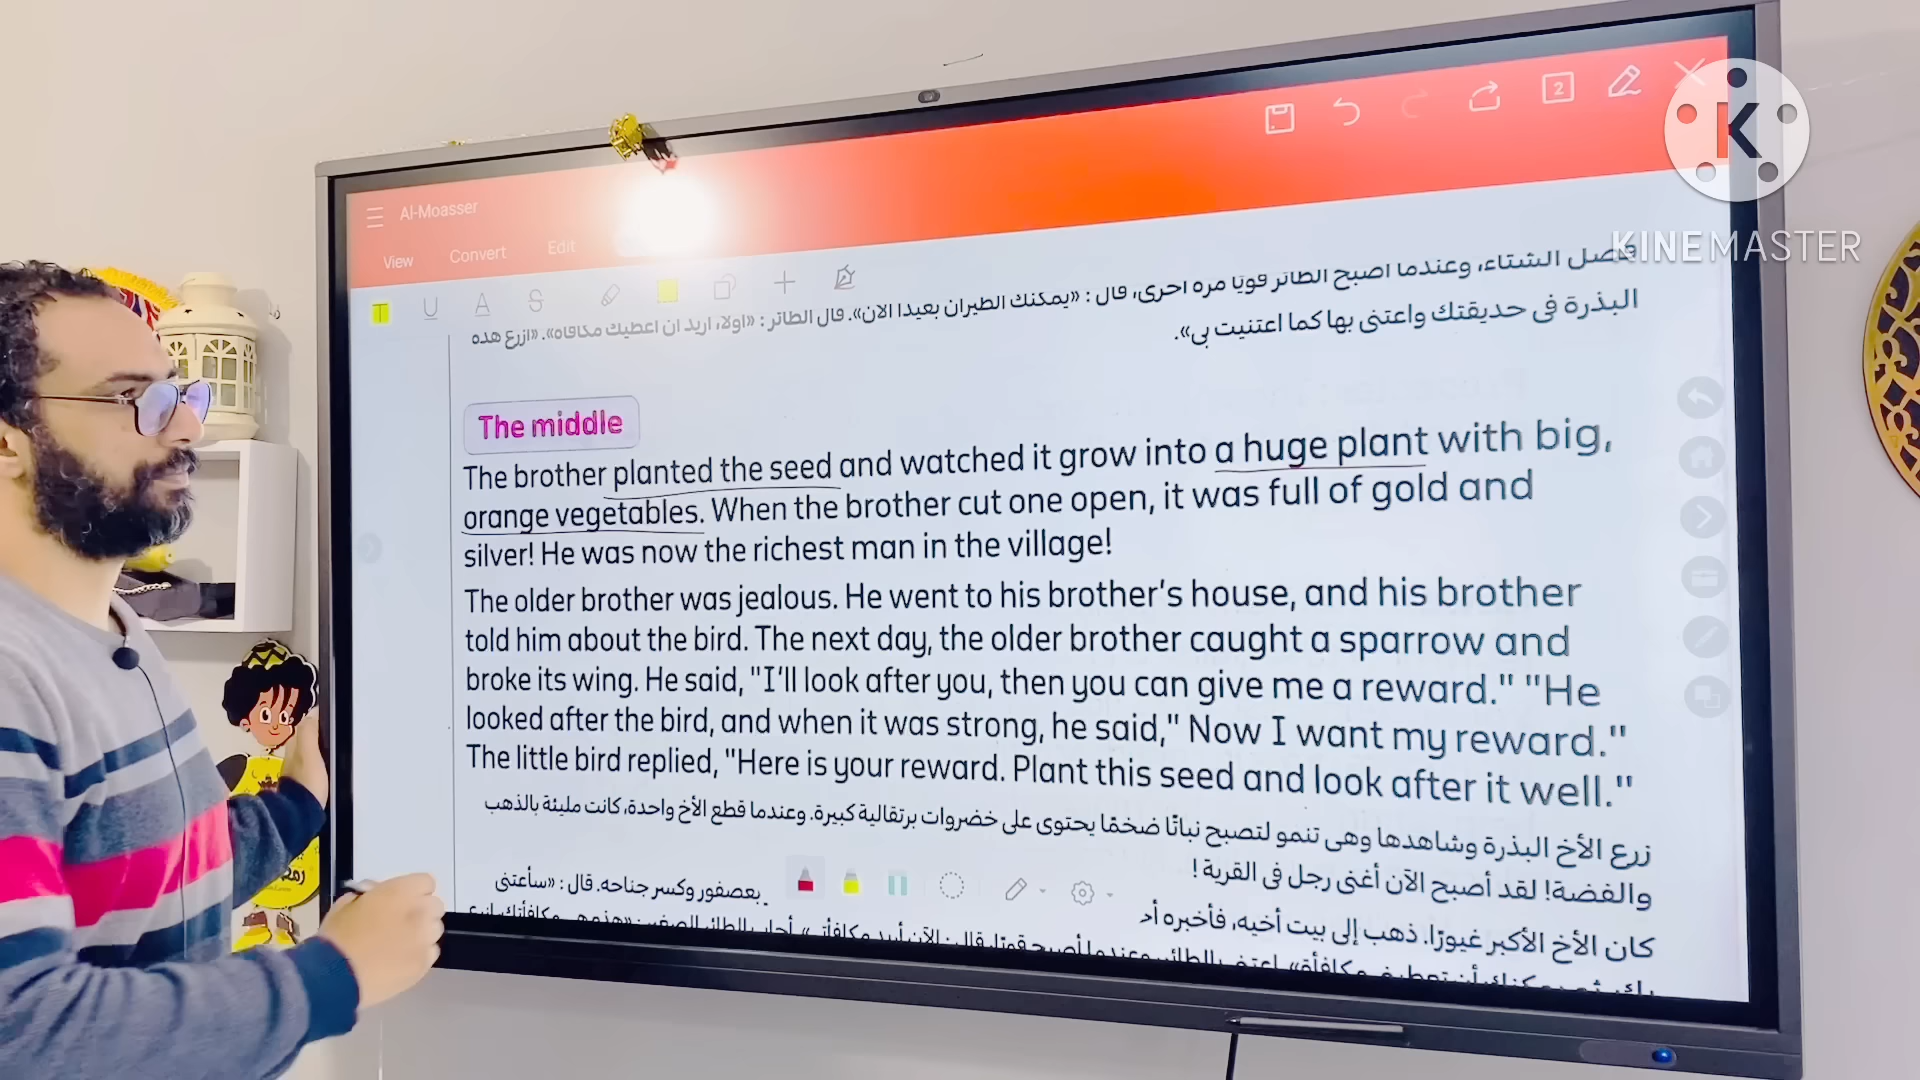 Al-Moasser
View Convert Edit
2
K
KINEMASTER
فصل الشتاء، وعندما أصبح الطائر قويًا مرة أخرى، قال : «يمكنك الطيران بعيدا الآن». قال الطائر : «أولا، أريد أن أعطيك مكافأة». «ازرع هذه
البذرة فى حديقتك واعتنى بها كما اعتنيت بى».
The middle
The brother planted the seed and watched it grow into a huge plant with big,
orange vegetables. When the brother cut one open, it was full of gold and
silver! He was now the richest man in the village!
The older brother was jealous. He went to his brother's house, and his brother
told him about the bird. The next day, the older brother caught a sparrow and
broke its wing. He said, "I'll look after you, then you can give me a reward." "He
looked after the bird, and when it was strong, he said," Now I want my reward."
The little bird replied, "Here is your reward. Plant this seed and look after it well."
زرع الأخ البذرة وشاهدها وهى تنمو لتصبح نباتًا ضخمًا يحتوى على خضروات برتقالية كبيرة. وعندما قطع الأخ واحدة، كانت مليئة بالذهب
والفضة! لقد أصبح الآن أغنى رجل فى القرية !
كان الأخ الأكبر غيورًا. ذهب إلى بيت أخيه، فأخبره بعصفور وكسر جناحه. قال : «سأعتنى